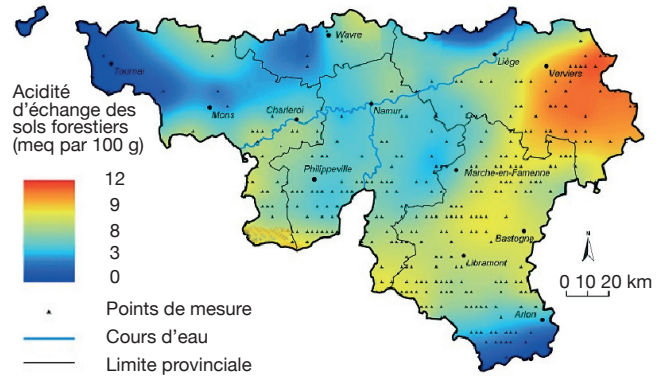 Wavre
Tournai
Liège
Verviers
Acidité
d'échange des
sols forestiers
(meq par 100 g)
Mons
Charleroi
Namur
12
9
8
3
0
Philippeville
Marche-en-Famenne
Bastogne
Libramont
Arlon
N
0 10 20 km
Points de mesure
Cours d'eau
Limite provinciale